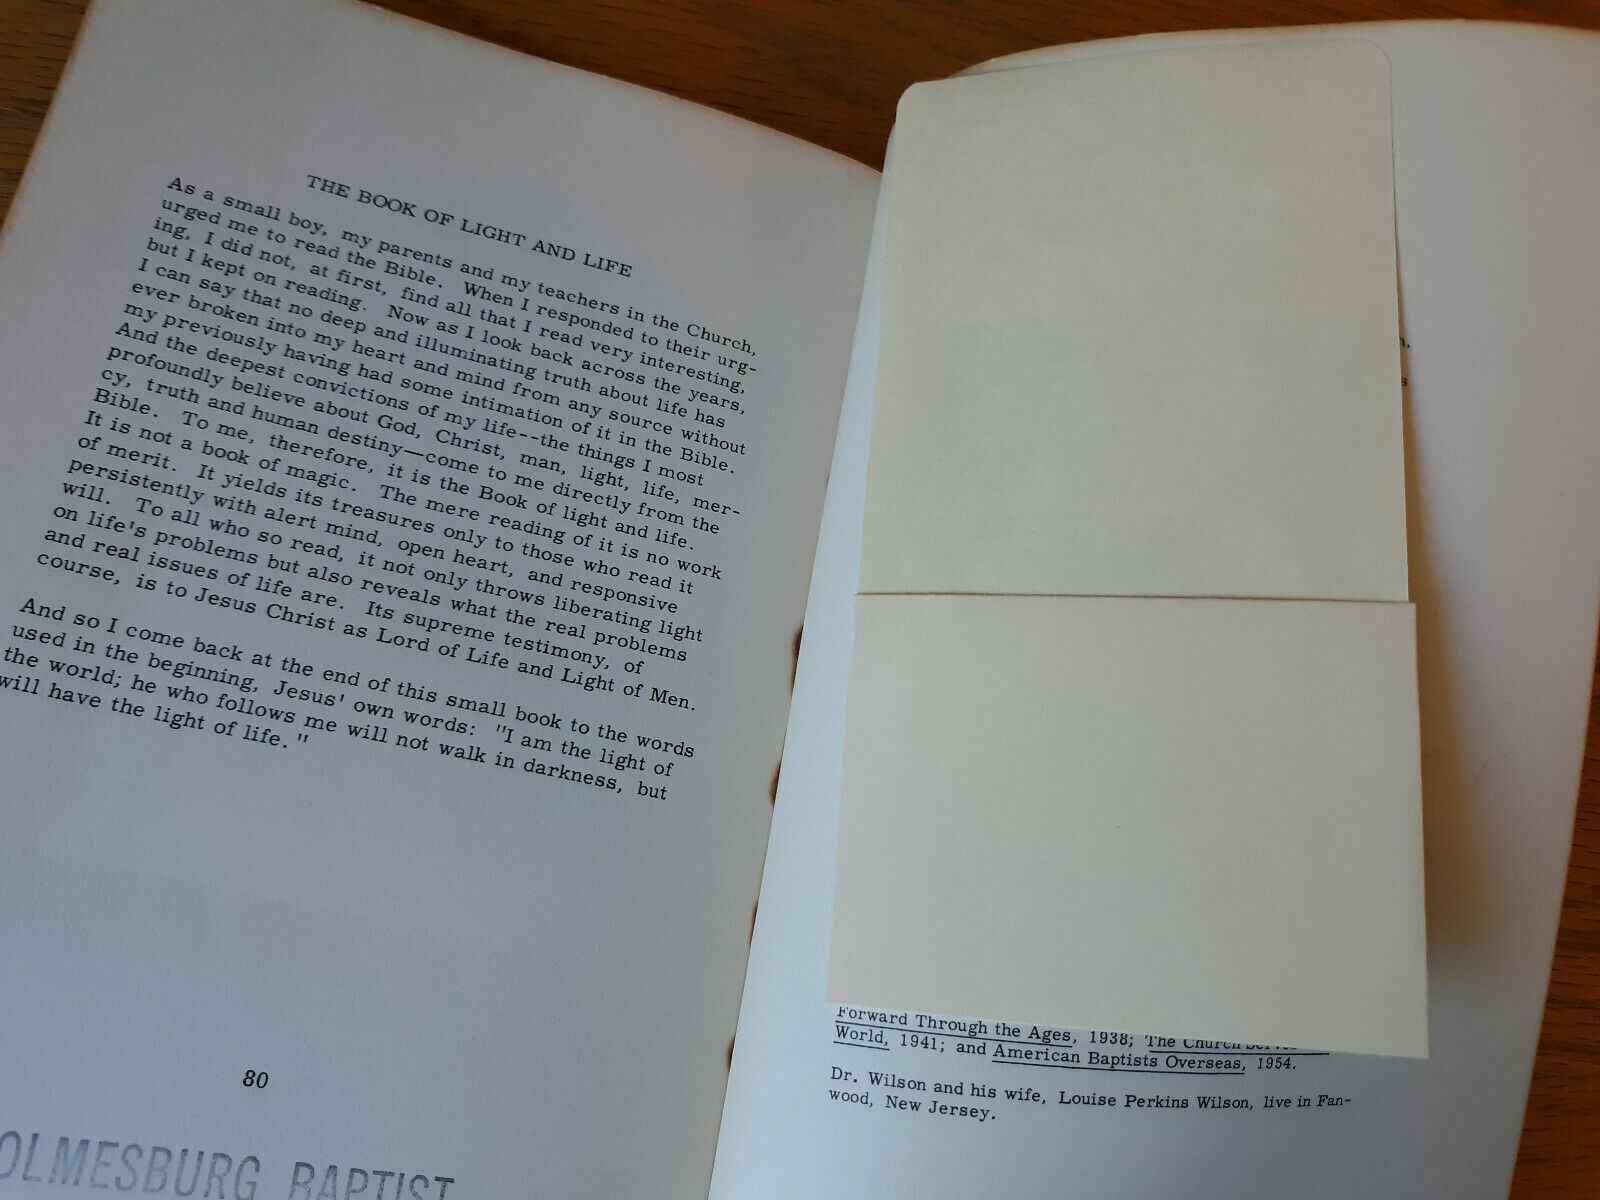 THE BOOK OF LIGHT AND LIFE
As a small boy, my parents and my teachers in the Church,
urged me to read the Bible. When I responded to their urg-
ing, I did not, at first, find all that I read very interesting,
but I kept on reading. Now as I look back across the years,
I can say that no deep and illuminating truth about life has
ever broken into my heart and mind from any source without
my previously having had some intimation of it in the Bible.
And the deepest convictions of my life--the things I most
profoundly believe about God, Christ, man, light, life, mer-
cy, truth and human destiny—come to me directly from the
Bible. To me, therefore, it is the Book of light and life.
It is not a book of magic. The mere reading of it is no work
of merit. It yields its treasures only to those who read it
persistently with alert mind, open heart, and responsive
will. To all who so read, it not only throws liberating light
on life's problems but also reveals what the real problems
and real issues of life are. Its supreme testimony, of
course, is to Jesus Christ as Lord of Life and Light of Men.
And so I come back at the end of this small book to the words
used in the beginning, Jesus' own words: "I am the light of
the world; he who follows me will not walk in darkness, but
will have the light of life."
80
OLMESBURG BAPTIST
n.
s
Forward Through the Ages, 1938; The Church
World, 1941; and American Baptists Overseas, 1954.
Dr. Wilson and his wife, Louise Perkins Wilson, live in Fan-
wood, New Jersey.